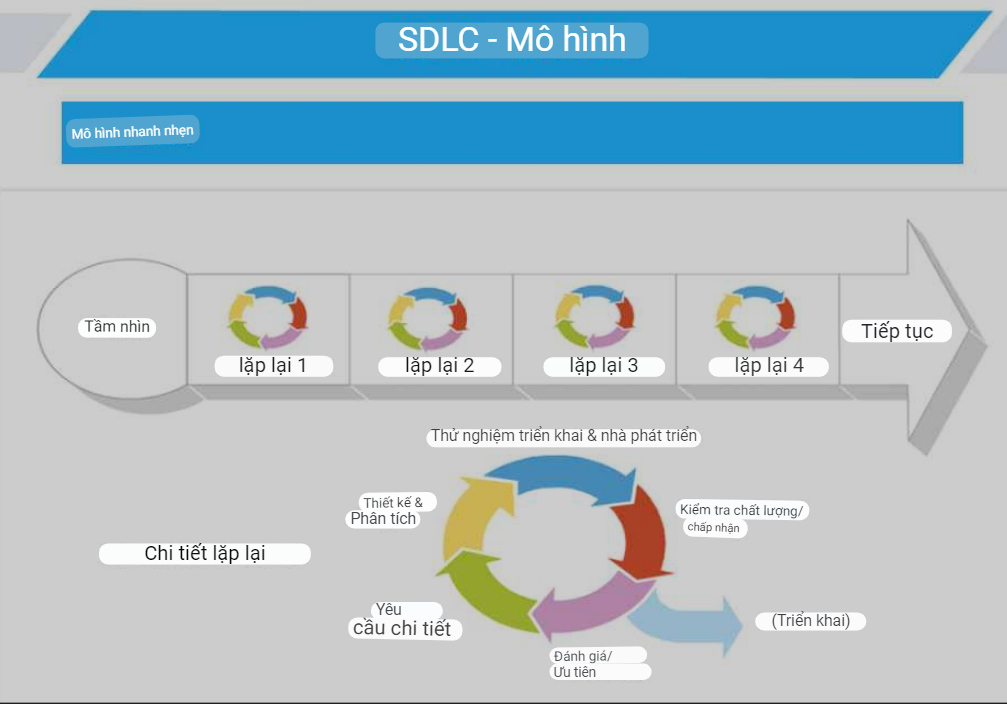 SDLC - Mô hình
Mô hình nhanh nhẹn
Tầm nhìn
lặp lại 1
lặp lại 2
lặp lại 3
lặp lại 4
Tiếp tục
Thử nghiệm triển khai & nhà phát triển
Thiết kế &
Phân tích
Kiểm tra chất lượng/
chấp nhận
Chi tiết lặp lại
Yêu
cầu chi tiết
(Triển khai)
Đánh giá/
Ưu tiên